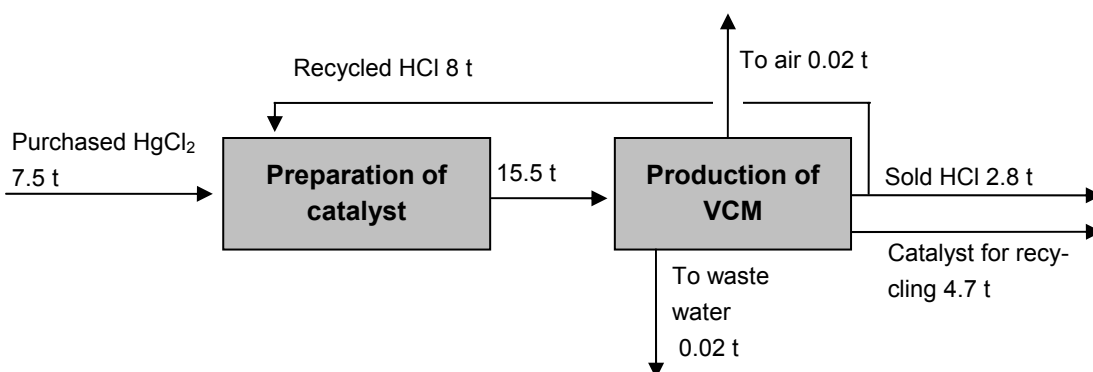 To air 0.02 t
Recycled HCl 8 t
Purchased HgCl₂
7.5 t
Preparation of
catalyst
15.5 t
Production of
VCM
Sold HCl 2.8 t
Catalyst for recy-
cling 4.7 t
To waste
water
0.02 t